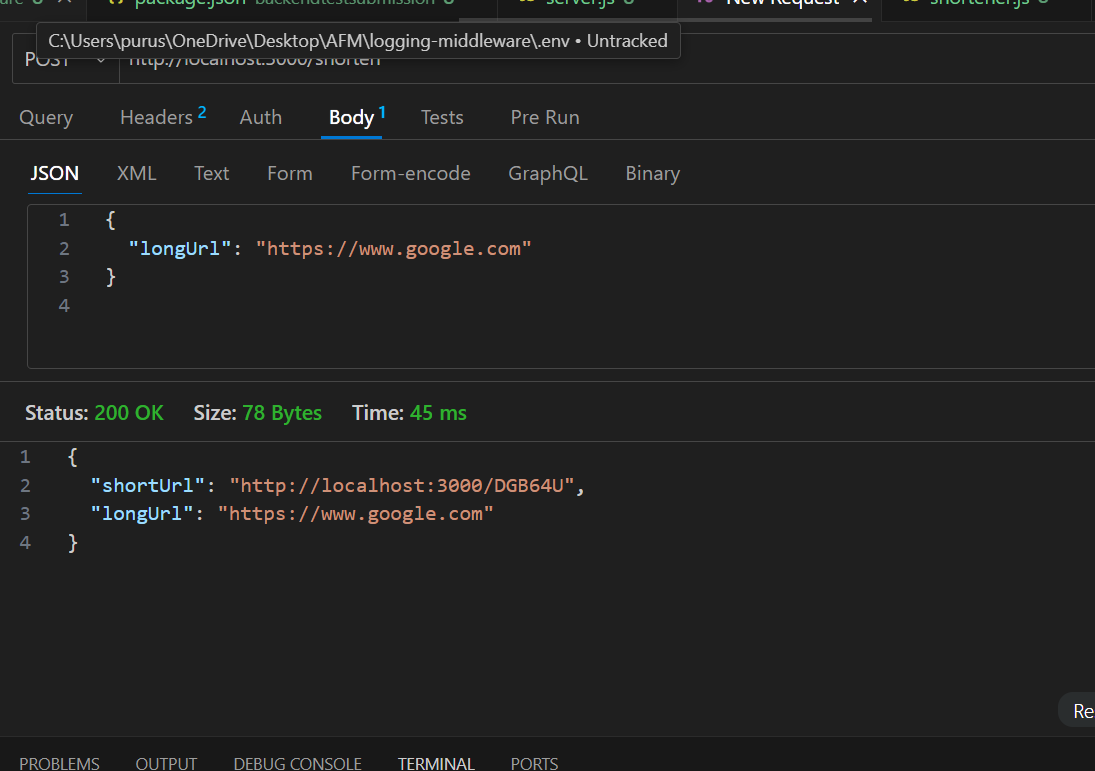 package.json backendtestsubmission U server.js U New Request X shortener.js U
C:\Users\purus\OneDrive\Desktop\AFM\logging-middleware\.env • Untracked
POST http://localhost:3000/shorten
Query Headers 2 Auth Body 1 Tests Pre Run
JSON XML Text Form Form-encode GraphQL Binary
1 {
2 "longUrl": "https://www.google.com"
3 }
4
Status: 200 OK Size: 78 Bytes Time: 45 ms
1 {
2 "shortUrl": "http://localhost:3000/DGB64U",
3 "longUrl": "https://www.google.com"
4 }
Re
PROBLEMS OUTPUT DEBUG CONSOLE TERMINAL PORTS